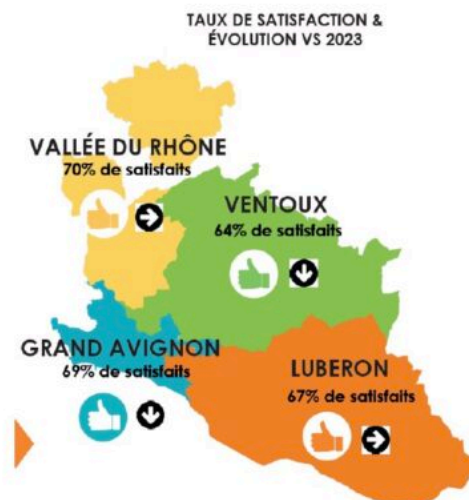 TAUX DE SATISFACTION &
ÉVOLUTION VS 2023
VALLÉE DU RHÔNE
70% de satisfaits
VENTOUX
64% de satisfaits
GRAND AVIGNON
69% de satisfaits
LUBERON
67% de satisfaits